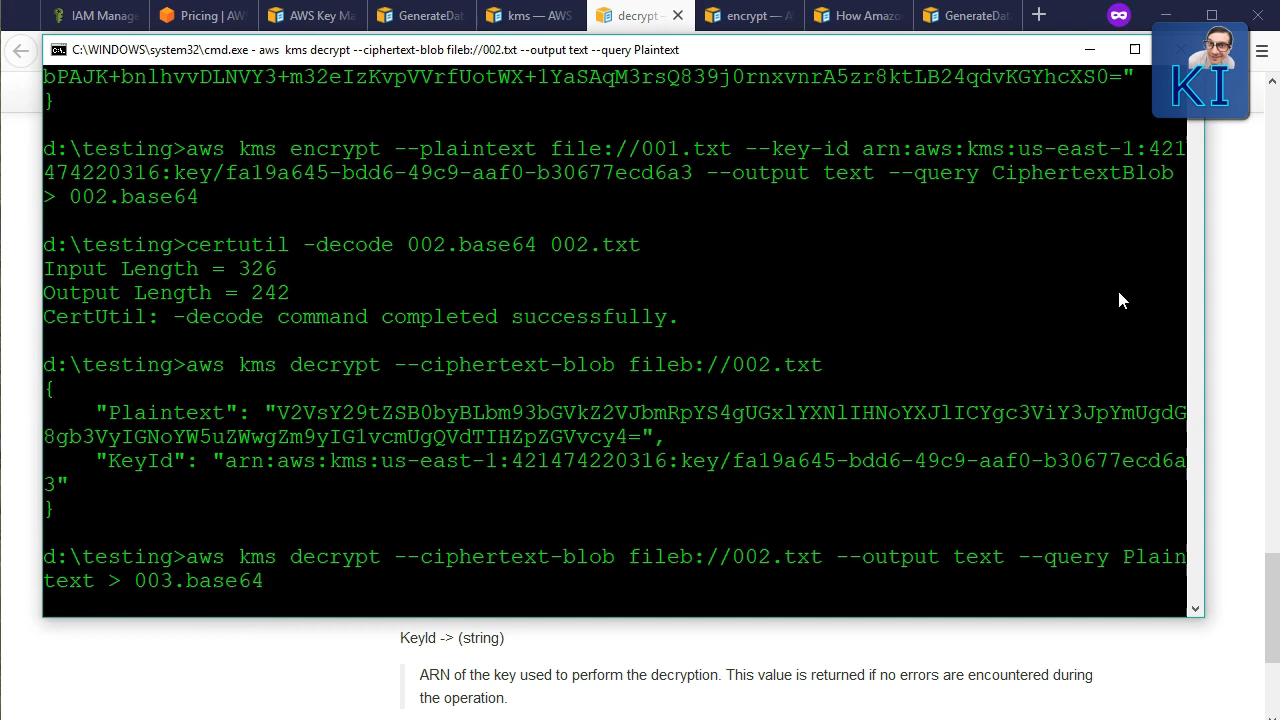 IAM Manage
Pricing | AW
AWS Key Ma
GenerateDat
kms — AWS
decrypt —
encrypt — A
How Amazo
GenerateDat
C:\WINDOWS\system32\cmd.exe - aws  kms decrypt --ciphertext-blob fileb://002.txt --output text --query Plaintext
KI
bPAJK+bnlhvvDLNVY3+m32eIzKvpVVrfUotWX+1YaSAqM3rsQ839j0rnxvnrA5zr8ktLB24qdvKGYhcXS0="
}
d:\testing>aws kms encrypt --plaintext file://001.txt --key-id arn:aws:kms:us-east-1:421
474220316:key/fa19a645-bdd6-49c9-aaf0-b30677ecd6a3 --output text --query CiphertextBlob
> 002.base64
d:\testing>certutil -decode 002.base64 002.txt
Input Length = 326
Output Length = 242
CertUtil: -decode command completed successfully.
d:\testing>aws kms decrypt --ciphertext-blob fileb://002.txt
{
"Plaintext": "V2VsY29tZSB0byBLbm93bGVkZ2VJbmRpYS4gUGxlYXNlIHNoYXJlICYgc3ViY3JpYmUgdG
8gb3VyIGNoYW5uZWwgZm9yIG1vcmUgQVdTIHZpZGVvcy4=",
"KeyId": "arn:aws:kms:us-east-1:421474220316:key/fa19a645-bdd6-49c9-aaf0-b30677ecd6a
3"
}
d:\testing>aws kms decrypt --ciphertext-blob fileb://002.txt --output text --query Plain
text > 003.base64
KeyId -> (string)
ARN of the key used to perform the decryption. This value is returned if no errors are encountered during
the operation.